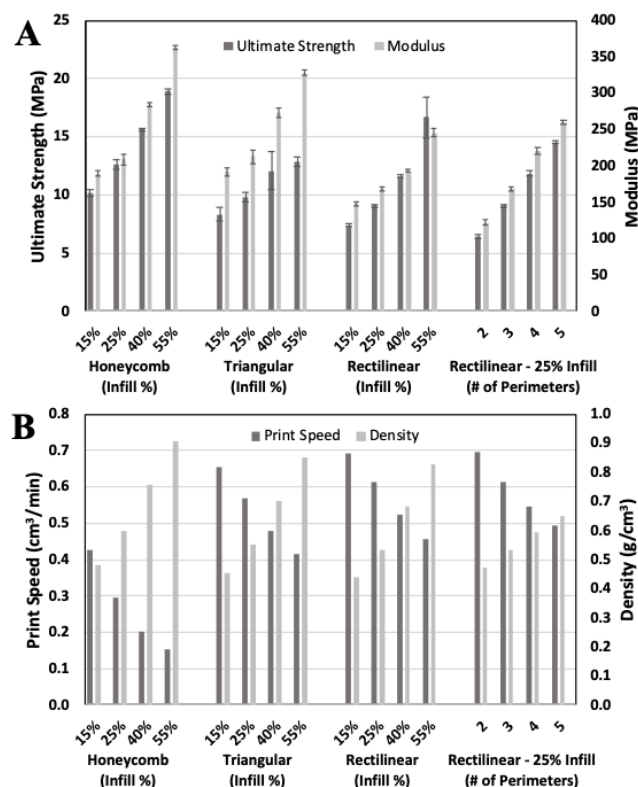 A
Ultimate Strength (MPa)
25
20
15
10
5
0
Ultimate Strength
Modulus
400
350
300
250
200
150
100
50
0
Modulus (MPa)
15% 25% 40% 55% 15% 25% 40% 55% 15% 25% 40% 55% 2 3 4 5
Honeycomb Triangular Rectilinear Rectilinear - 25% Infill
(Infill %) (Infill %) (Infill %) (# of Perimeters)
B
Print Speed (cm³/min)
0.8
0.7
0.6
0.5
0.4
0.3
0.2
0.1
0.0
Print Speed
Density
1.0
0.9
0.8
0.7
0.6
0.5
0.4
0.3
0.2
0.1
0.0
Density (g/cm³)
15% 25% 40% 55% 15% 25% 40% 55% 15% 25% 40% 55% 2 3 4 5
Honeycomb Triangular Rectilinear Rectilinear - 25% Infill
(Infill %) (Infill %) (Infill %) (# of Perimeters)